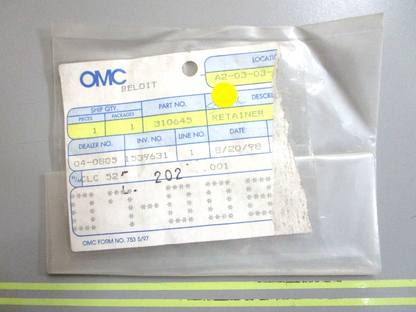 OMC
BELOIT
LOCATIO
A2-03-03-
SHIP QTY.
PIECES PACKAGES PART NO. DESCRI
1 1 310645 RETAINER
DEALER NO. INV. NO. LINE NO. DATE
04-0805 1539631 1 8/20/98
CLC 525 202 .001
OMC FORM NO. 753 5/97